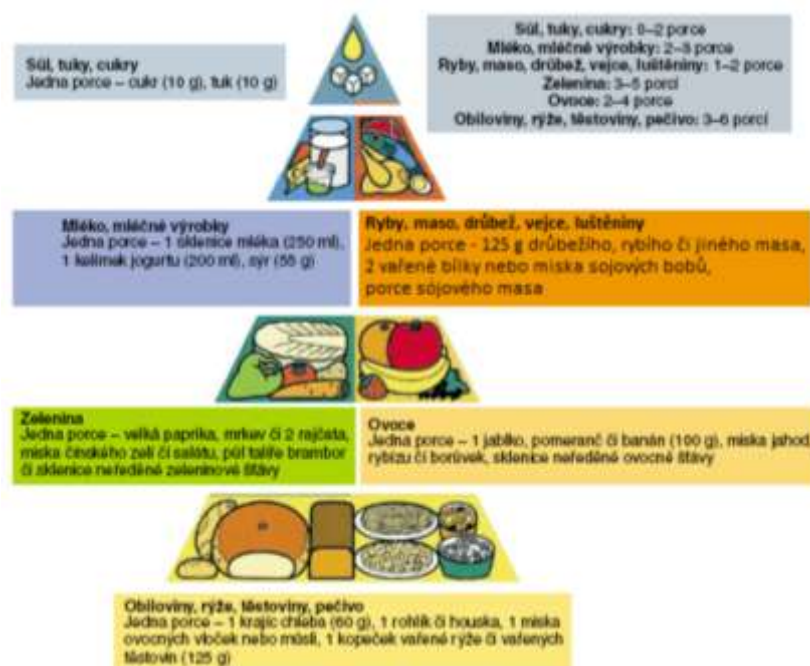 Sůl, tuky, cukry
Jedna porce – cukr (10 g), tuk (10 g)
Sůl, tuky, cukry: 0–2 porce
Mléko, mléčné výrobky: 2–3 porce
Ryby, maso, drůbež, vejce, luštěniny: 1–2 porce
Zelenina: 3–5 porcí
Ovoce: 2–4 porce
Obiloviny, rýže, těstoviny, pečivo: 3–6 porcí
Mléko, mléčné výrobky
Jedna porce – 1 sklenice mléka (250 ml),
1 kelímek jogurtu (200 ml), sýr (55 g)
Ryby, maso, drůbež, vejce, luštěniny
Jedna porce - 125 g drůbežího, rybího či jiného masa,
2 vařené bílky nebo miska sojových bobů,
porce sójového masa
Zelenina
Jedna porce – velká paprika, mrkev či 2 rajčata,
miska čínského zelí či salátu, půl talíře brambor
či sklenice neředěné zeleninové šťávy
Ovoce
Jedna porce – 1 jablko, pomeranč či banán (100 g), miska jahod,
rybízu či borůvek, sklenice neředěné ovocné šťávy
Obiloviny, rýže, těstoviny, pečivo
Jedna porce – 1 krajíc chleba (60 g), 1 rohlík či houska, 1 miska
ovocných vloček nebo müsli, 1 kopeček vařené rýže či vařených
těstovin (125 g)